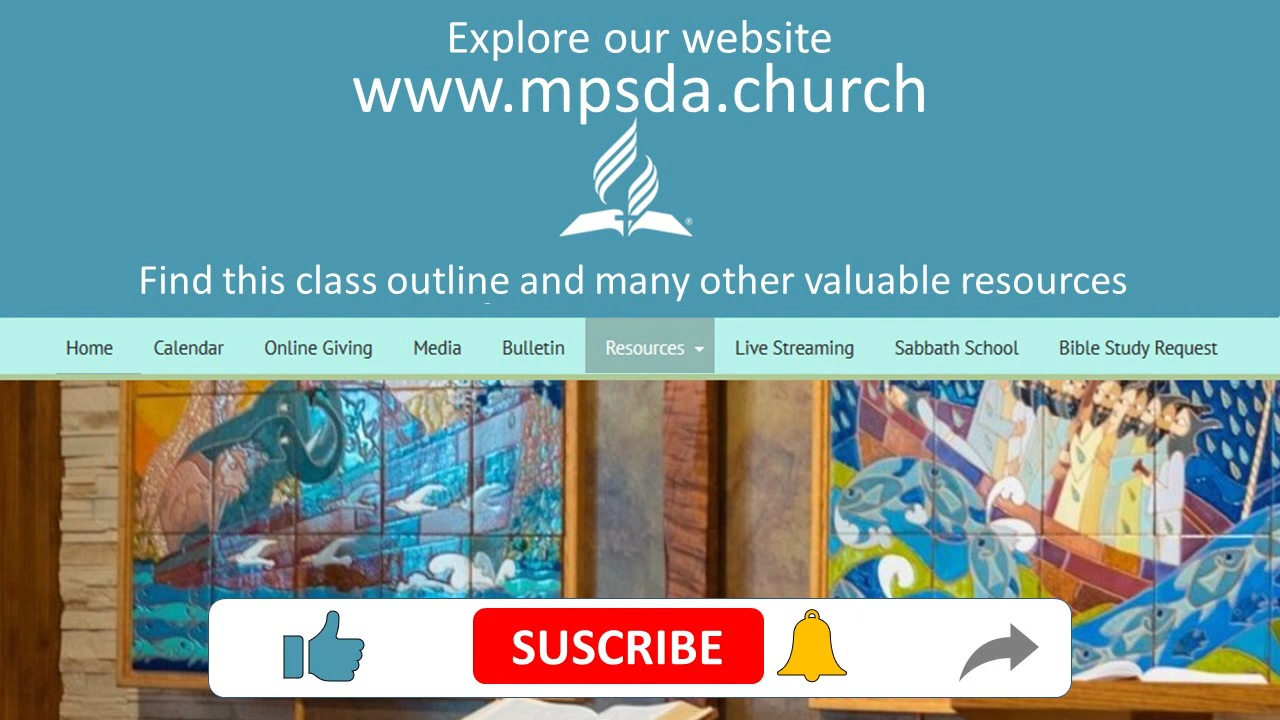 Explore our website
www.mpsda.church
®
Find this class outline and many other valuable resources
Home Calendar Online Giving Media Bulletin Resources Live Streaming Sabbath School Bible Study Request
SUSCRIBE